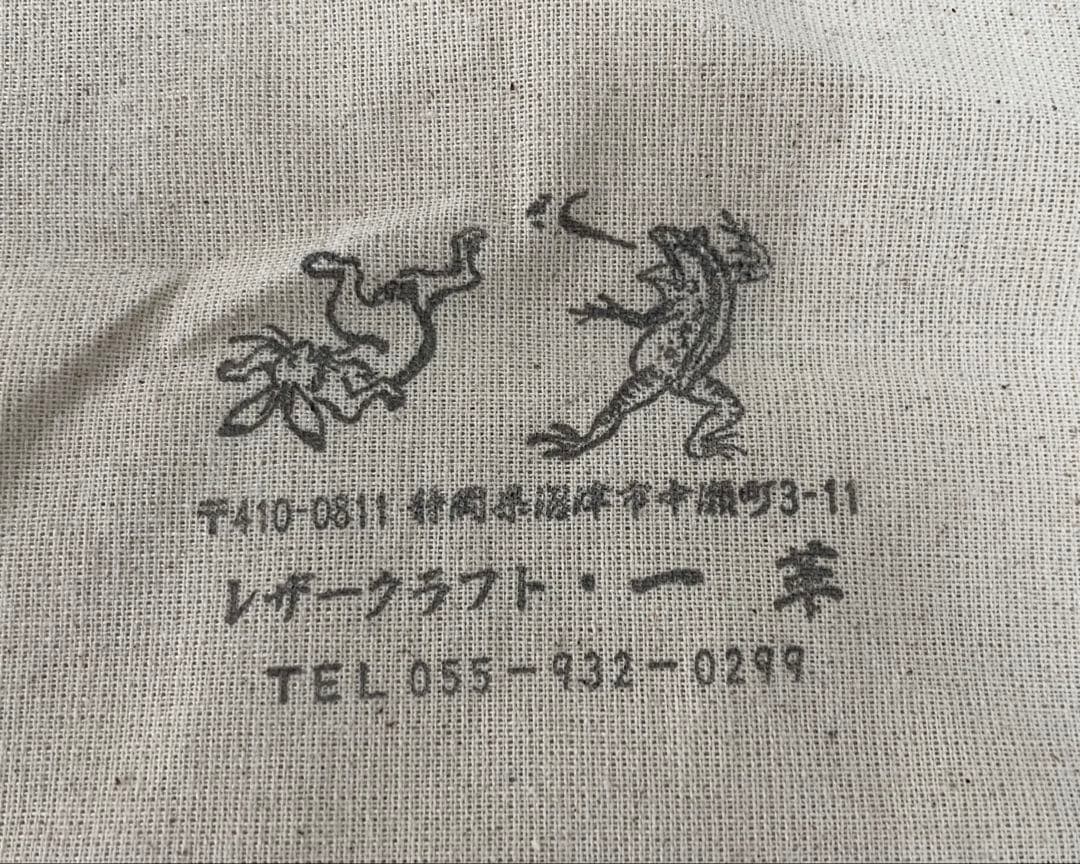 〒410-0811 静岡県沼津市中瀬町3-11
レザークラフト・一 革
TEL 055-932-0299